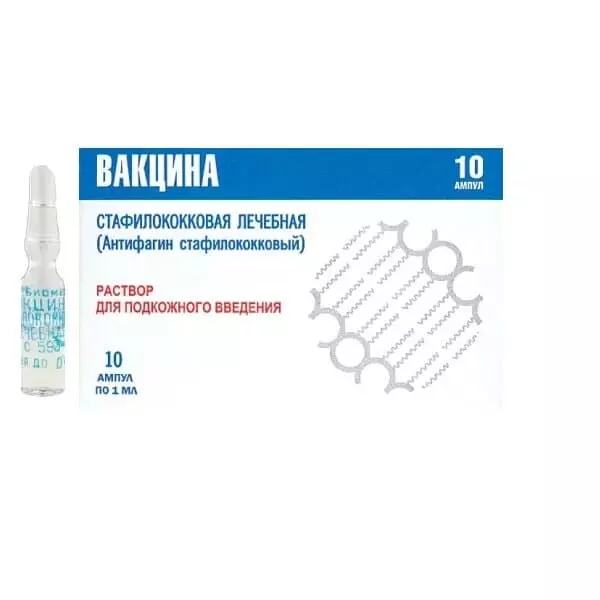 ВАКЦИНА
10
АМПУЛ
СТАФИЛОКОККОВАЯ ЛЕЧЕБНАЯ
(Антифагин стафилококковый)
РАСТВОР
ДЛЯ ПОДКОЖНОГО ВВЕДЕНИЯ
10
АМПУЛ
ПО 1 МЛ